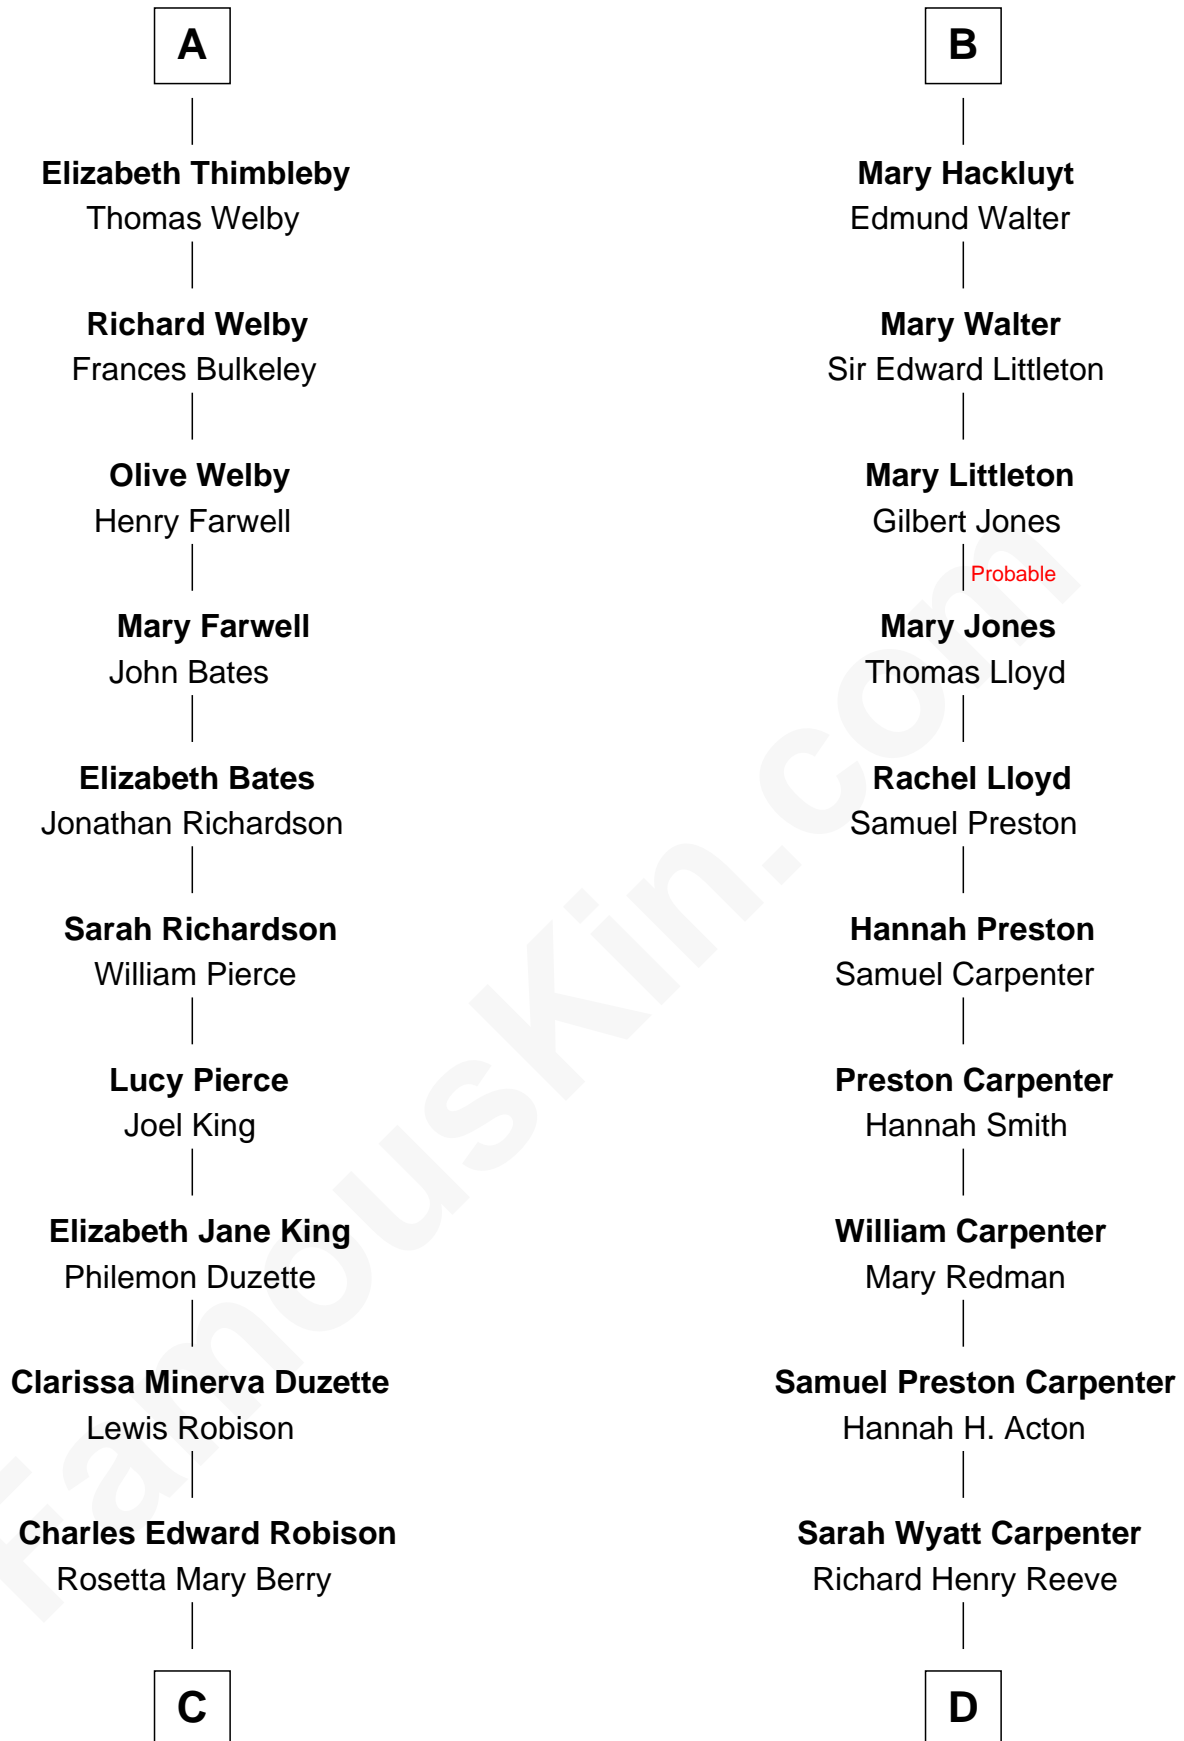 A
Elizabeth Thimbleby
Thomas Welby
Richard Welby
Frances Bulkeley
Olive Welby
Henry Farwell
Mary Farwell
John Bates
Elizabeth Bates
Jonathan Richardson
Sarah Richardson
William Pierce
Lucy Pierce
Joel King
Elizabeth Jane King
Philemon Duzette
Clarissa Minerva Duzette
Lewis Robison
Charles Edward Robison
Rosetta Mary Berry
C
B
Mary Hackluyt
Edmund Walter
Mary Walter
Sir Edward Littleton
Mary Littleton
Gilbert Jones
Probable
Mary Jones
Thomas Lloyd
Rachel Lloyd
Samuel Preston
Hannah Preston
Samuel Carpenter
Preston Carpenter
Hannah Smith
William Carpenter
Mary Redman
Samuel Preston Carpenter
Hannah H. Acton
Sarah Wyatt Carpenter
Richard Henry Reeve
D
FamousKin.com